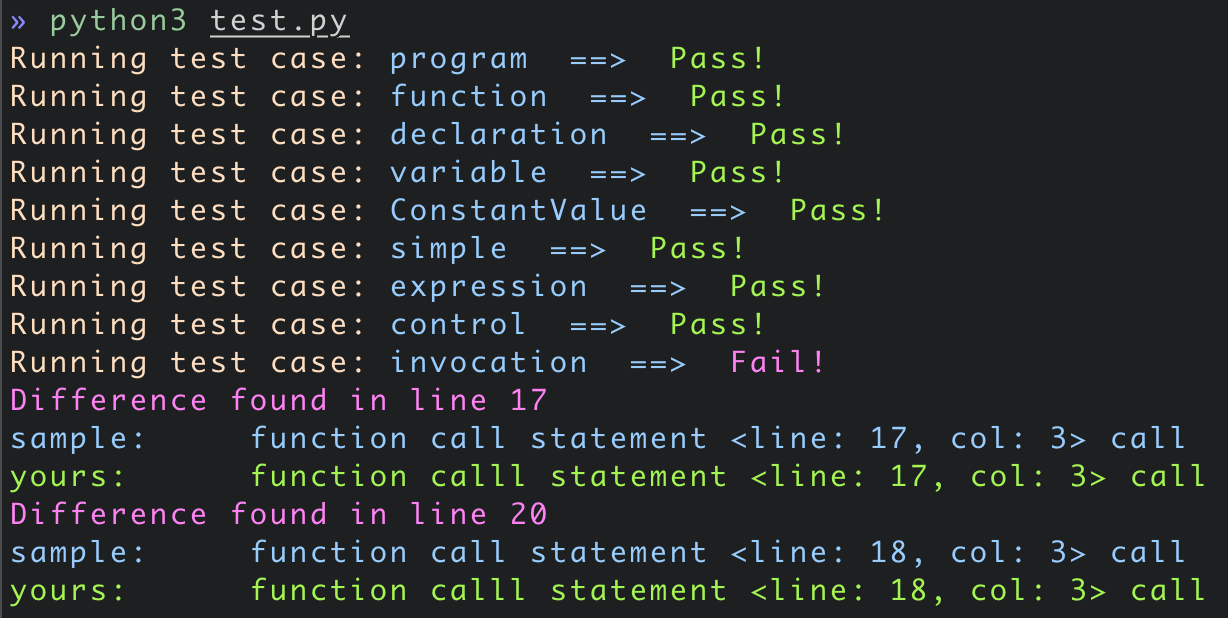 » python3 test.py
Running test case: program  ==>  Pass!
Running test case: function  ==>  Pass!
Running test case: declaration  ==>  Pass!
Running test case: variable  ==>  Pass!
Running test case: ConstantValue  ==>  Pass!
Running test case: simple  ==>  Pass!
Running test case: expression  ==>  Pass!
Running test case: control  ==>  Pass!
Running test case: invocation  ==>  Fail!
Difference found in line 17
sample:     function call statement <line: 17, col: 3> call
yours:      function calll statement <line: 17, col: 3> call
Difference found in line 20
sample:     function call statement <line: 18, col: 3> call
yours:      function calll statement <line: 18, col: 3> call